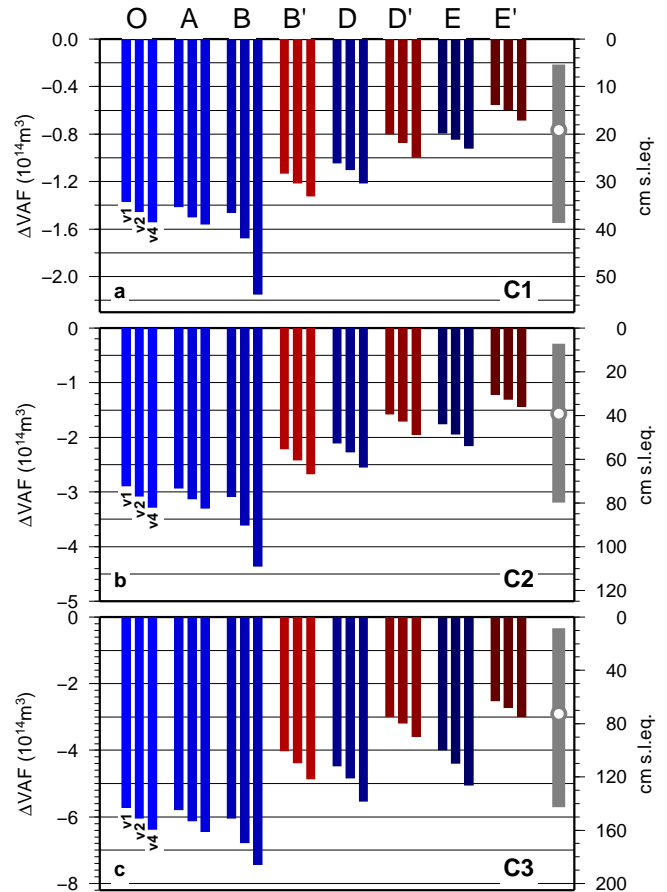 O A B B' D D' E E'
0.0 0
−0.4 10
−0.8 20
−1.2 30
−1.6 40
−2.0 50
ΔVAF (10¹⁴m³)
cm s.l.eq.
v1 v2 v4
a C1
0 0
−1 20
−2 40
−3 60
−4 80
−5 100
120
ΔVAF (10¹⁴m³)
cm s.l.eq.
v1 v2 v4
b C2
0 0
−2 40
−4 80
−6 120
−8 160
200
ΔVAF (10¹⁴m³)
cm s.l.eq.
v1 v2 v4
c C3